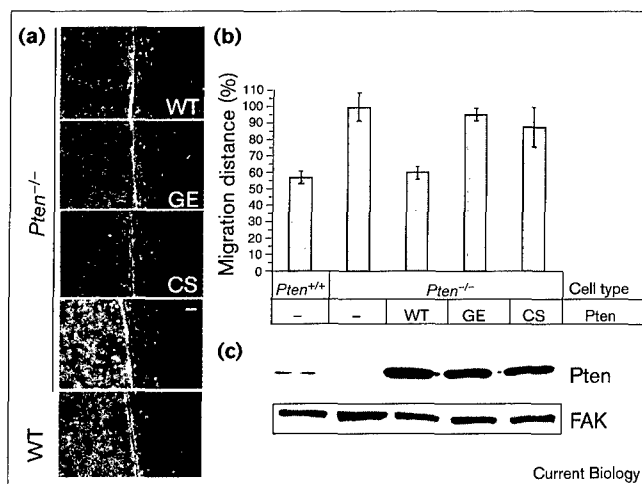 (a)
Pten−/−
WT
GE
CS
–
WT
(b)
Migration distance (%)
110
100
90
80
70
60
50
40
30
20
10
0
Pten+/+ Pten−/− Cell type
– – WT GE CS Pten
(c)
Pten
FAK
Current Biology